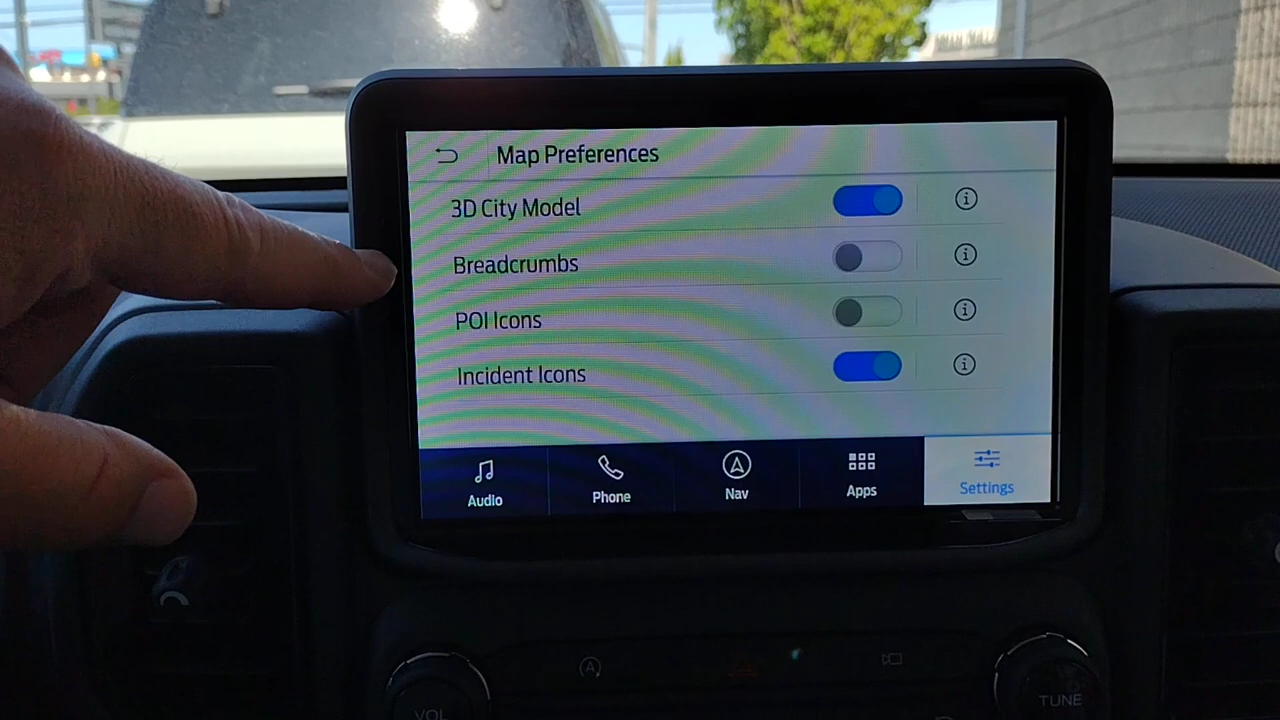 Map Preferences
3D City Model
Breadcrumbs
POI Icons
Incident Icons
Audio
Phone
Nav
Apps
Settings
A
VOL
TUNE